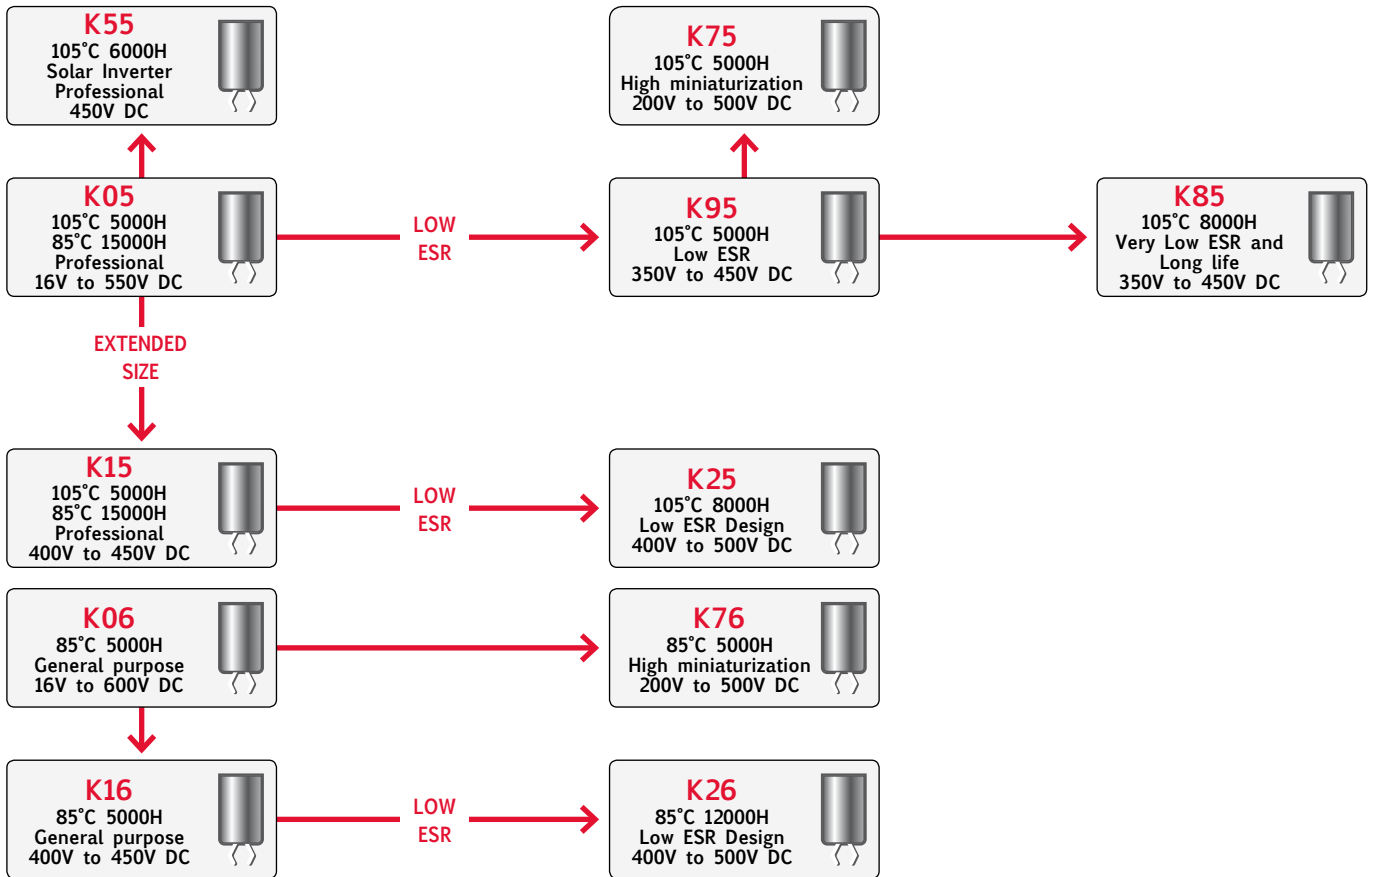 K55
105°C 6000H
Solar Inverter
Professional
450V DC
K75
105°C 5000H
High miniaturization
200V to 500V DC
K05
105°C 5000H
85°C 15000H
Professional
16V to 550V DC
LOW
ESR
K95
105°C 5000H
Low ESR
350V to 450V DC
K85
105°C 8000H
Very Low ESR and
Long life
350V to 450V DC
EXTENDED
SIZE
K15
105°C 5000H
85°C 15000H
Professional
400V to 450V DC
LOW
ESR
K25
105°C 8000H
Low ESR Design
400V to 500V DC
K06
85°C 5000H
General purpose
16V to 600V DC
K76
85°C 5000H
High miniaturization
200V to 500V DC
K16
85°C 5000H
General purpose
400V to 450V DC
LOW
ESR
K26
85°C 12000H
Low ESR Design
400V to 500V DC